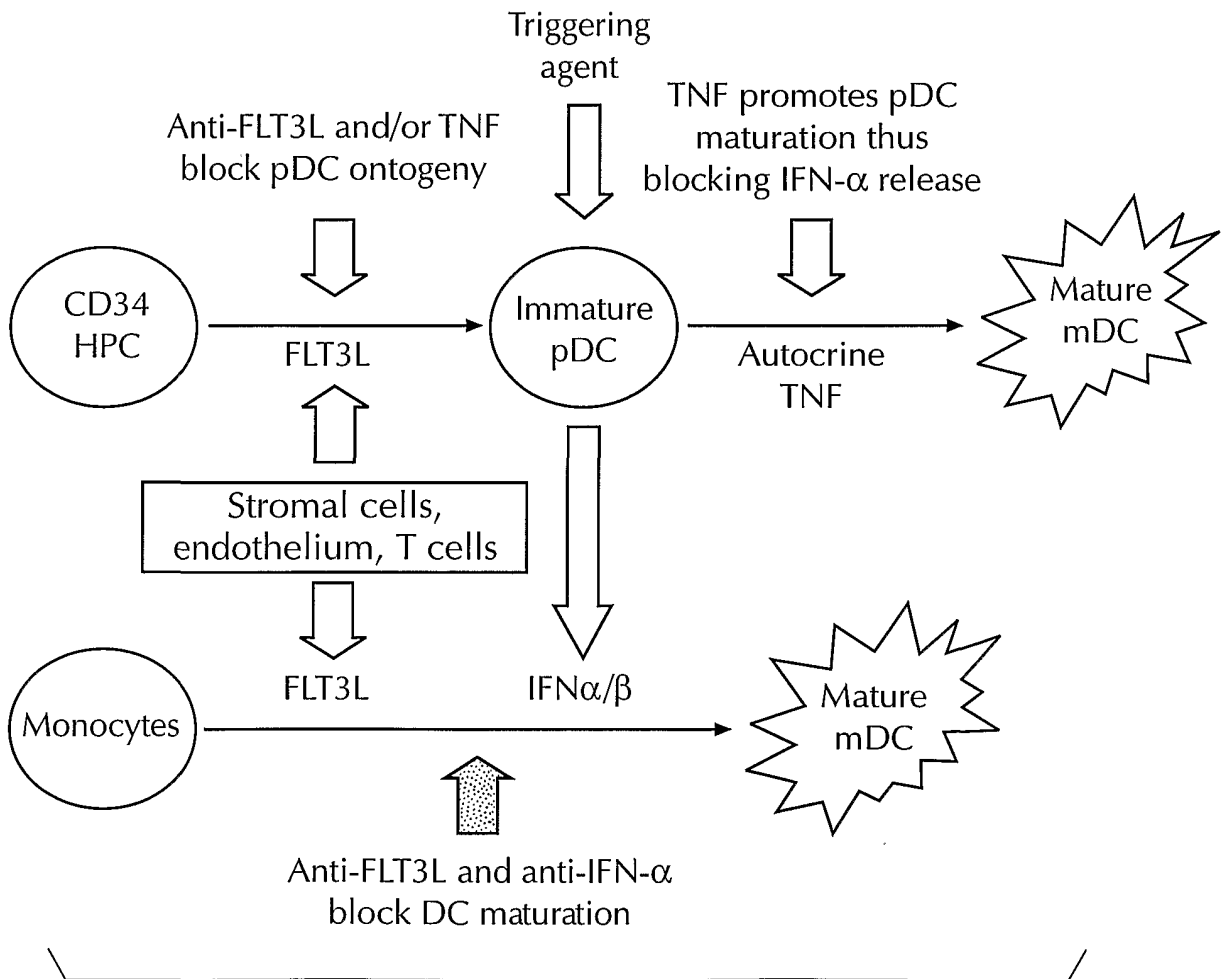 Triggering
agent
TNF promotes pDC
maturation thus
blocking IFN-α release
Anti-FLT3L and/or TNF
block pDC ontogeny
CD34
HPC
FLT3L
Immature
pDC
Autocrine
TNF
Mature
mDC
Stromal cells,
endothelium, T cells
Monocytes
FLT3L
IFNα/β
Mature
mDC
Anti-FLT3L and anti-IFN-α
block DC maturation